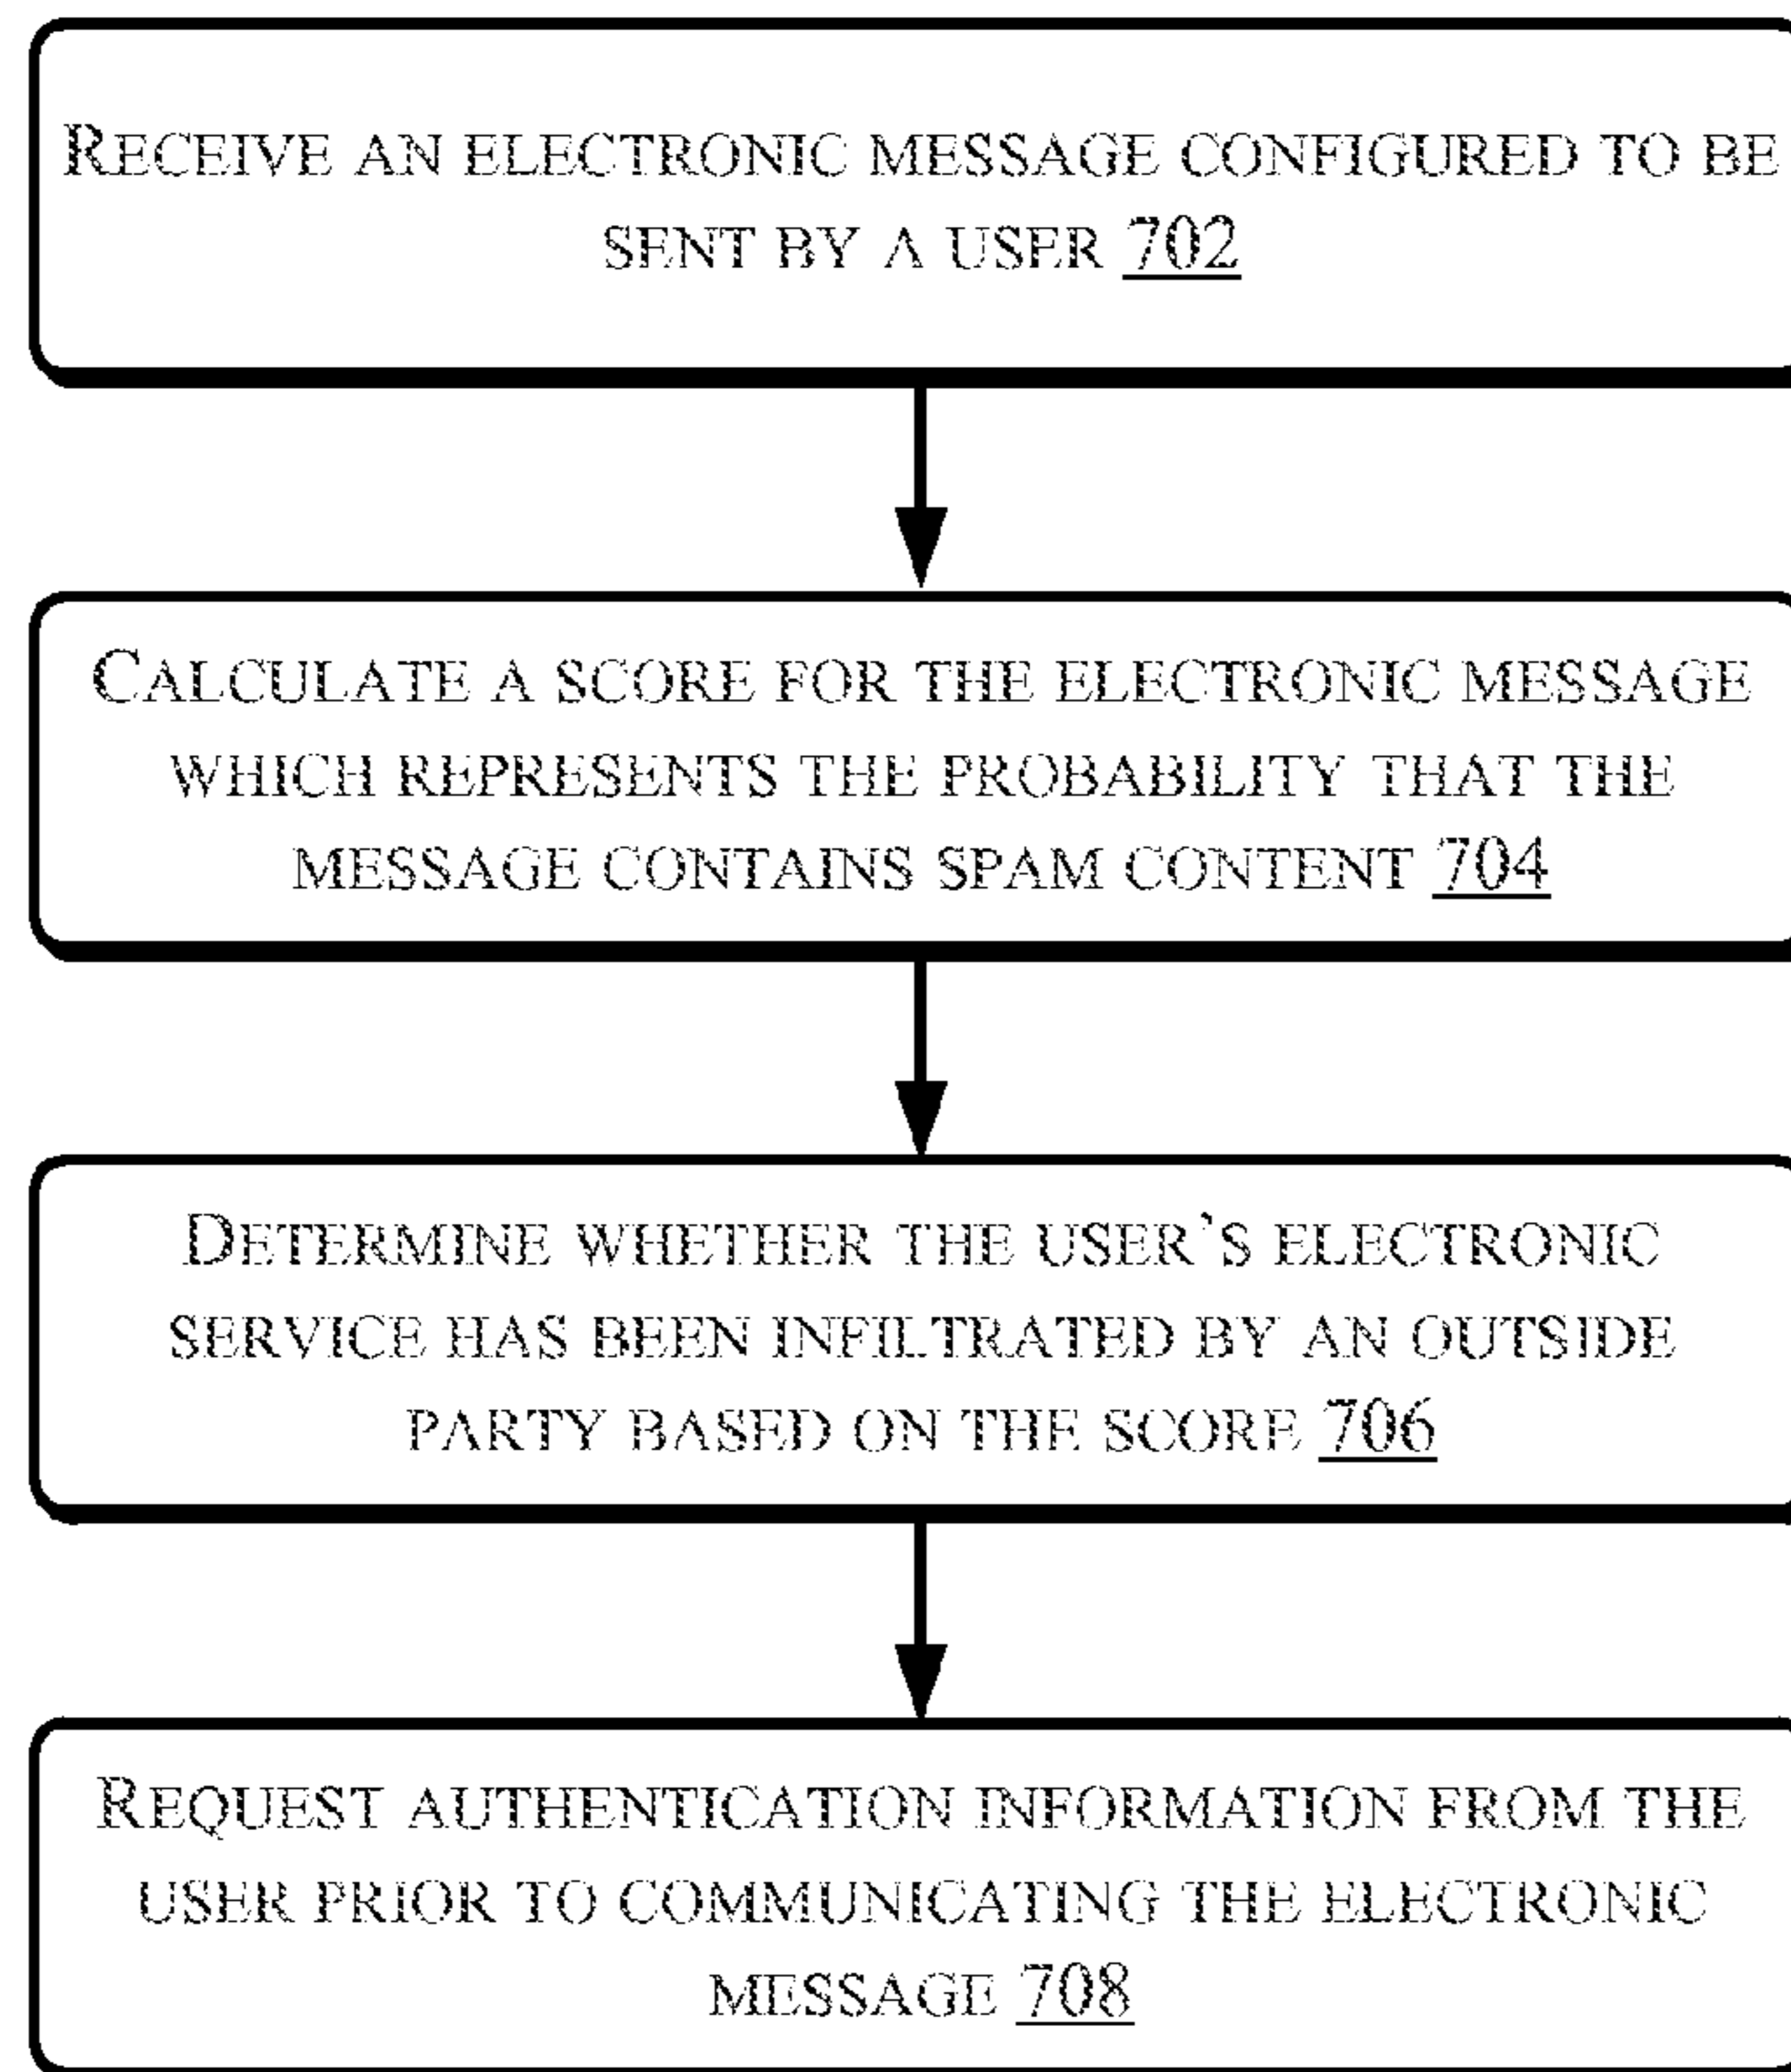 RECEIVE AN ELECTRONIC MESSAGE CONFIGURED TO BE
SENT BY A USER 702
CALCULATE A SCORE FOR THE ELECTRONIC MESSAGE
WHICH REPRESENTS THE PROBABILITY THAT THE
MESSAGE CONTAINS SPAM CONTENT 704
DETERMINE WHETHER THE USER'S ELECTRONIC
SERVICE HAS BEEN INFILTRATED BY AN OUTSIDE
PARTY BASED ON THE SCORE 706
REQUEST AUTHENTICATION INFORMATION FROM THE
USER PRIOR TO COMMUNICATING THE ELECTRONIC
MESSAGE 708